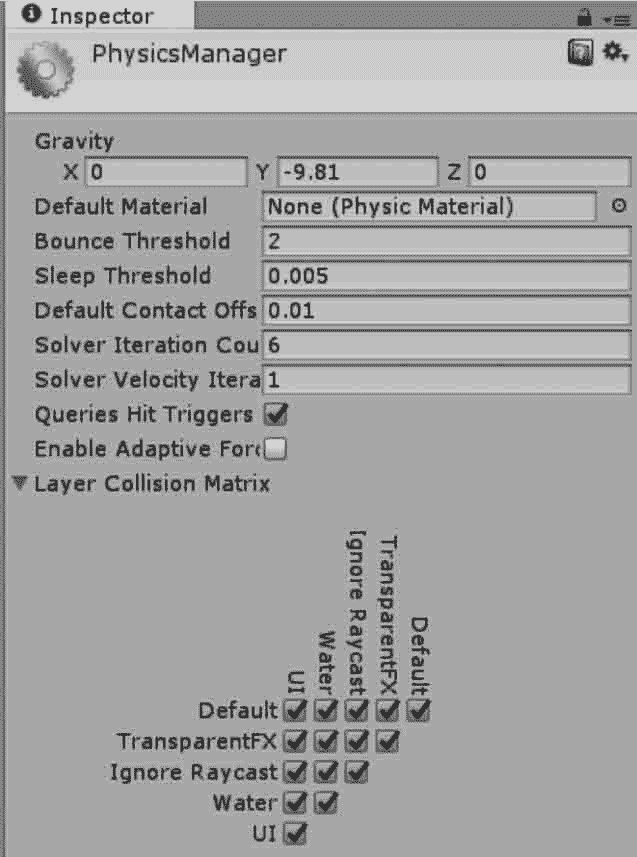 Inspector
PhysicsManager
Gravity
X 0 Y -9.81 Z 0
Default Material None (Physic Material)
Bounce Threshold 2
Sleep Threshold 0.005
Default Contact Offs 0.01
Solver Iteration Cou 6
Solver Velocity Itera 1
Queries Hit Triggers
Enable Adaptive Forc
Layer Collision Matrix
UI
Water
Ignore Raycast
TransparentFX
Default
Default
TransparentFX
Ignore Raycast
Water
UI